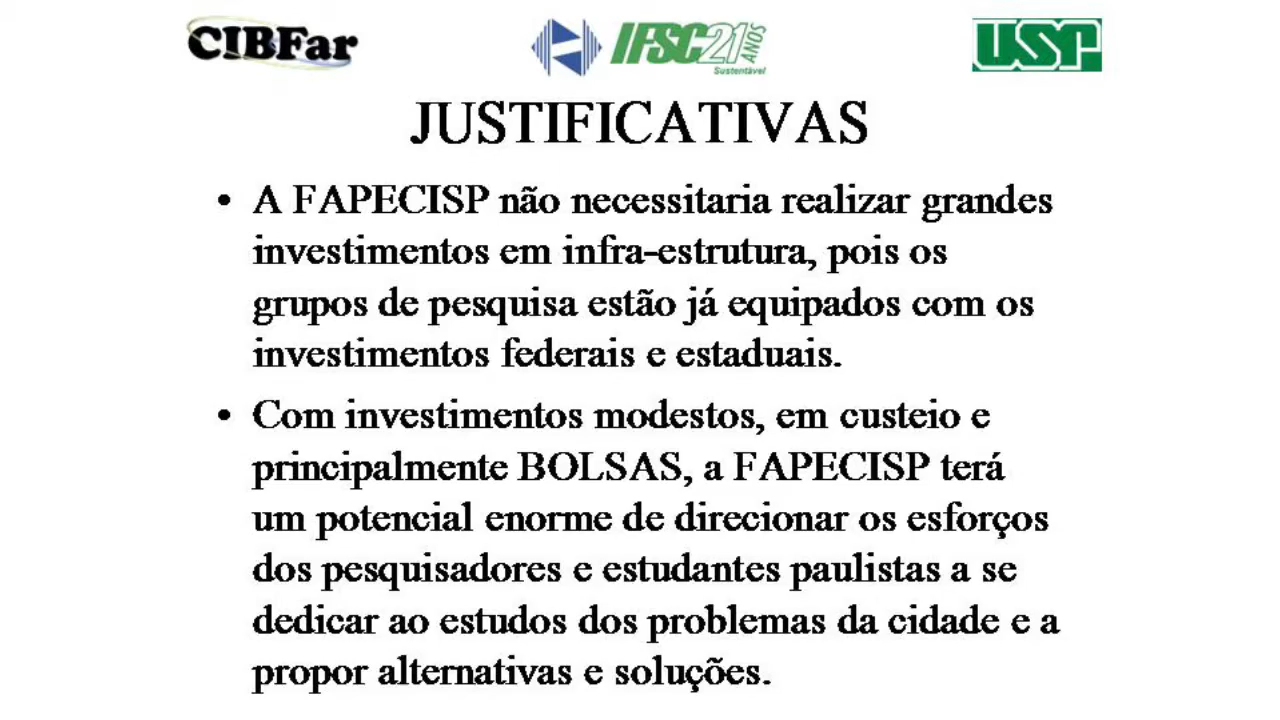 CIBFar
IFSC21 ANOS
Sustentável
USP
JUSTIFICATIVAS
• A FAPECISP não necessitaria realizar grandes
investimentos em infra-estrutura, pois os
grupos de pesquisa estão já equipados com os
investimentos federais e estaduais.
• Com investimentos modestos, em custeio e
principalmente BOLSAS, a FAPECISP terá
um potencial enorme de direcionar os esforços
dos pesquisadores e estudantes paulistas a se
dedicar ao estudos dos problemas da cidade e a
propor alternativas e soluções.